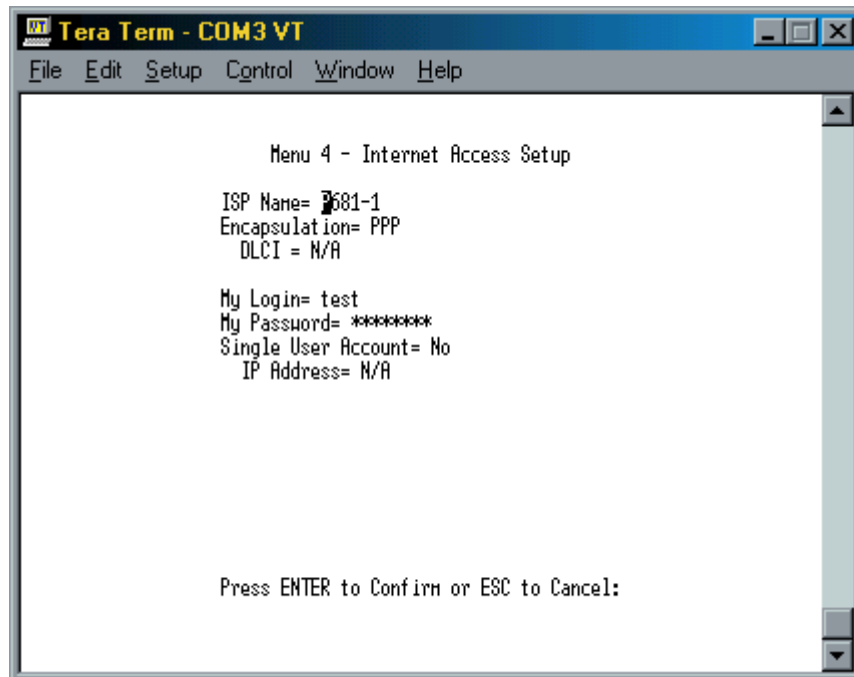 Tera Term - COM3 VT
File Edit Setup Control Window Help
Menu 4 - Internet Access Setup
ISP Name= P681-1
Encapsulation= PPP
DLCI = N/A
My Login= test
My Password= ********
Single User Account= No
IP Address= N/A
Press ENTER to Confirm or ESC to Cancel: